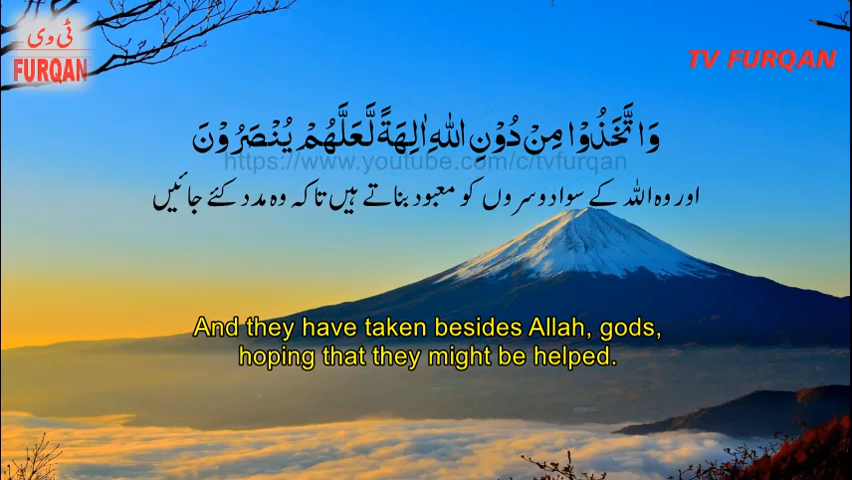 ٹی وی
FURQAN
TV FURQAN
وَاتَّخَذُوْا مِنْ دُوْنِ اللّٰهِ اٰلِهَةً لَّعَلَّهُمْ يُنْصَرُوْنَ
https://www.youtube.com/c/tvfurqan
اور وہ اللہ کے سوا دوسروں کو معبود بناتے ہیں تا کہ وہ مدد کئے جائیں
And they have taken besides Allah, gods,
hoping that they might be helped.